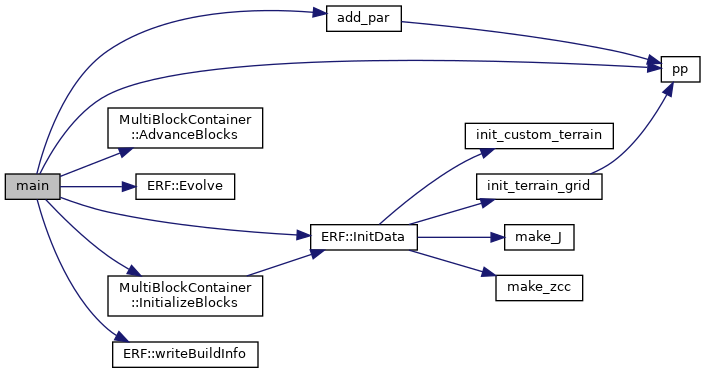 main
add_par
pp
MultiBlockContainer
::AdvanceBlocks
ERF::Evolve
ERF::InitData
MultiBlockContainer
::InitializeBlocks
ERF::writeBuildInfo
init_custom_terrain
init_terrain_grid
make_J
make_zcc